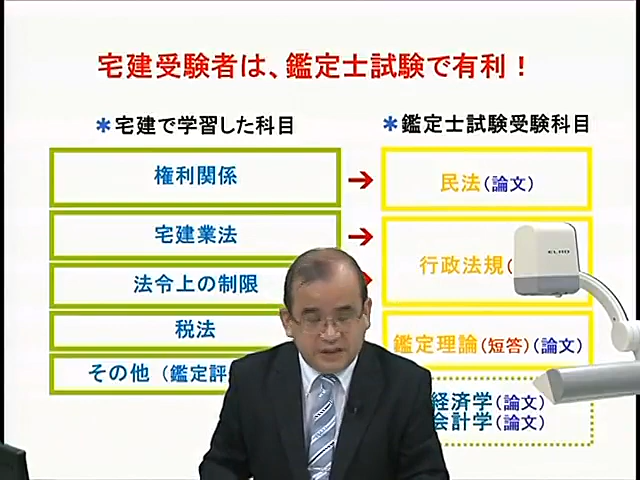 宅建受験者は、鑑定士試験で有利！
＊宅建で学習した科目
＊鑑定士試験受験科目
権利関係
民法(論文)
宅建業法
行政法規(
法令上の制限
税法
鑑定理論(短答)(論文)
その他（鑑定評
経済学(論文)
会計学(論文)
ELMO